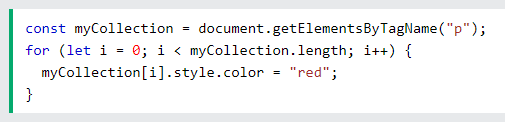 const myCollection = document.getElementsByTagName("p");
for (let i = 0; i < myCollection.length; i++) {
  myCollection[i].style.color = "red";
}